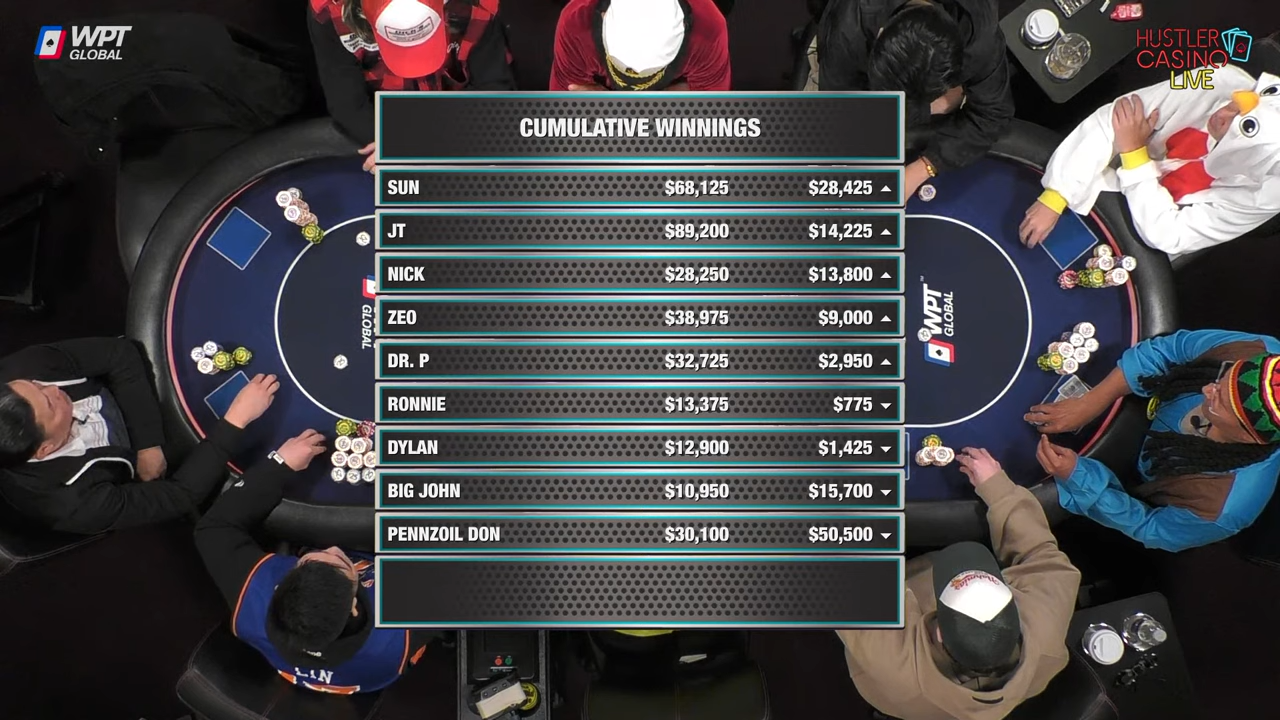 WPT
GLOBAL
HUSTLER
CASINO
LIVE
CUMULATIVE WINNINGS
SUN $68,125 $28,425
JT $89,200 $14,225
NICK $28,250 $13,800
ZEO $38,975 $9,000
DR. P $32,725 $2,950
RONNIE $13,375 $775
DYLAN $12,900 $1,425
BIG JOHN $10,950 $15,700
PENNZOIL DON $30,100 $50,500
GLOBAL
WPT
GLOBAL